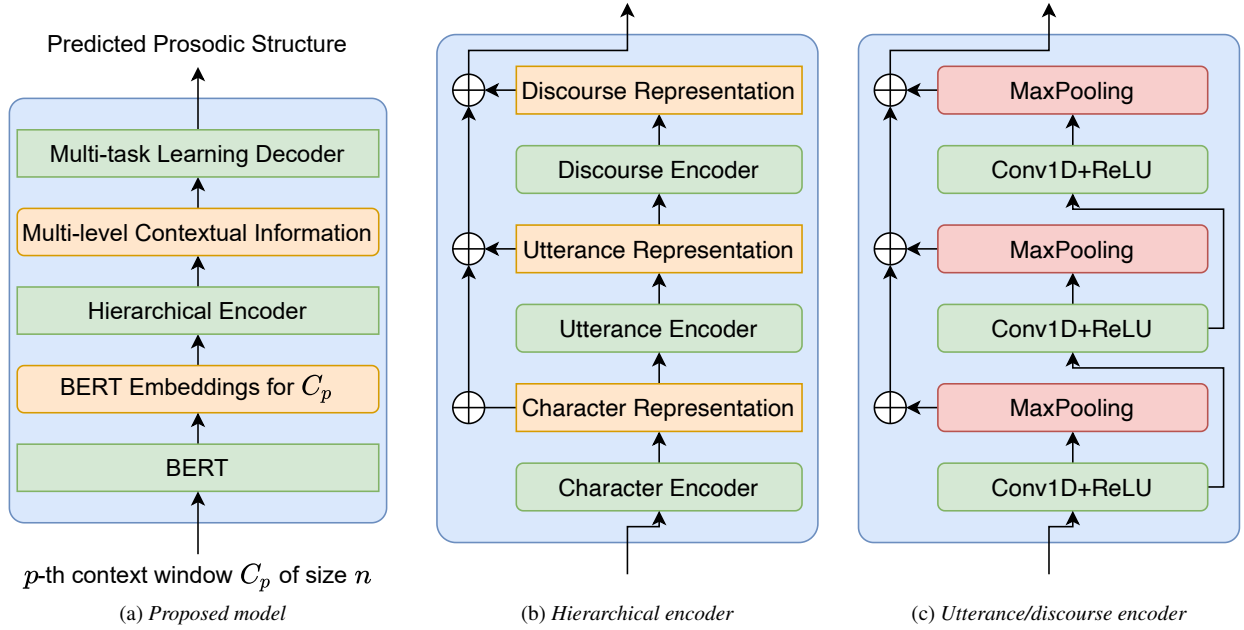 Predicted Prosodic Structure
Multi-task Learning Decoder
Multi-level Contextual Information
Hierarchical Encoder
BERT Embeddings for C_p
BERT
p-th context window C_p of size n
(a) Proposed model
Discourse Representation
Discourse Encoder
Utterance Representation
Utterance Encoder
Character Representation
Character Encoder
(b) Hierarchical encoder
MaxPooling
Conv1D+ReLU
MaxPooling
Conv1D+ReLU
MaxPooling
Conv1D+ReLU
(c) Utterance/discourse encoder